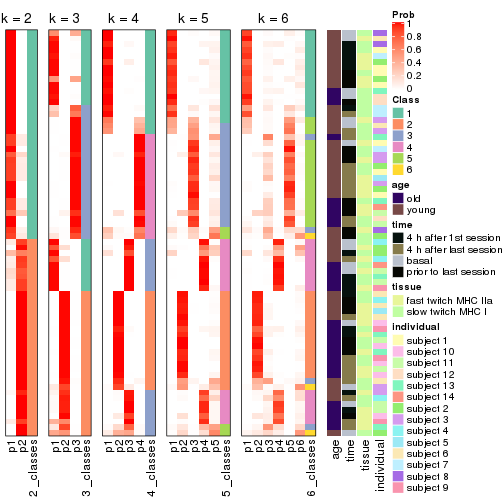 k = 2
k = 3
k = 4
k = 5
k = 6
p1
p2
2_classes
p1
p2
p3
3_classes
p1
p2
p3
p4
4_classes
p1
p2
p3
p4
p5
5_classes
p1
p2
p3
p4
p5
p6
6_classes
age
time
tissue
individual
Prob
1
0.8
0.6
0.4
0.2
0
Class
1
2
3
4
5
6
age
old
young
time
4 h after 1st session
4 h after last session
basal
prior to last session
tissue
fast twitch MHC IIa
slow twitch MHC I
individual
subject 1
subject 10
subject 11
subject 12
subject 13
subject 14
subject 2
subject 3
subject 4
subject 5
subject 6
subject 7
subject 8
subject 9